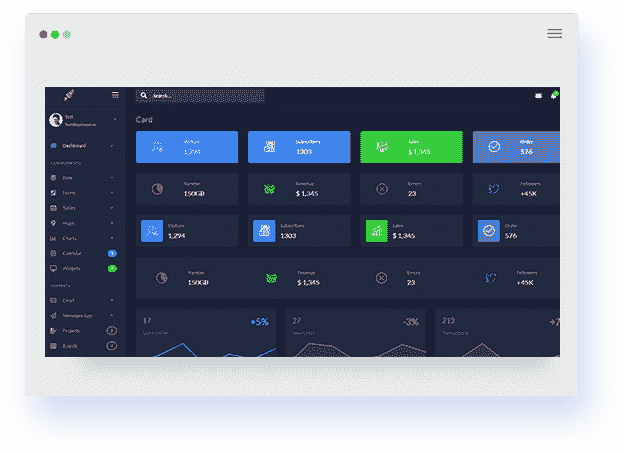 Search...
Card
Dashboard
Forms
Tables
Maps
Charts
Calendar
Widgets
Email
Messages App
Projects
Boards
Visitors
1,294
Subscribers
1303
Sales
$ 1,345
Order
576
Number
150GB
Revenue
$ 1,345
Errors
23
Followers
+45K
Visitors
1,294
Subscribers
1303
Sales
$ 1,345
Order
576
Number
150GB
Revenue
$ 1,345
Errors
23
Followers
+45K
17
+5%
27
-3%
213
+7